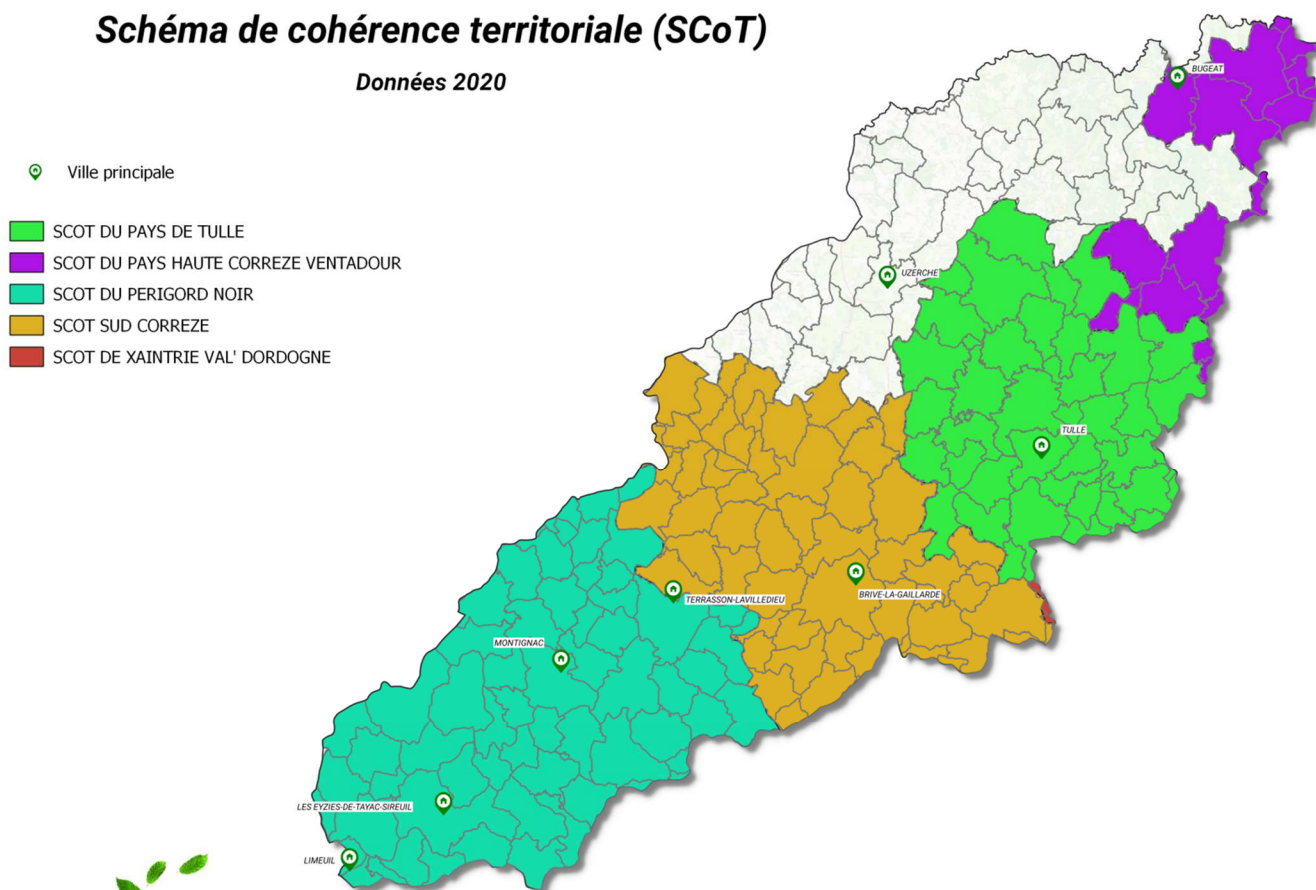 Schéma de cohérence territoriale (SCoT)
Données 2020
Ville principale
SCOT DU PAYS DE TULLE
SCOT DU PAYS HAUTE CORREZE VENTADOUR
SCOT DU PERIGORD NOIR
SCOT SUD CORREZE
SCOT DE XAINTRIE VAL' DORDOGNE
BUGEAT
UZERCHE
TULLE
TERRASSON-LAVILLEDIEU
BRIVE-LA-GAILLARDE
MONTIGNAC
LES EYZIES-DE-TAYAC-SIREUIL
LIMEUIL